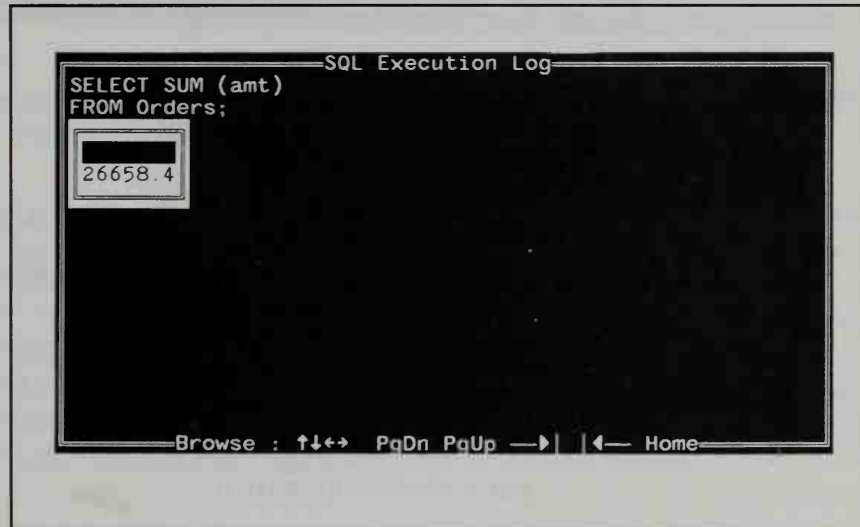 SQL Execution Log
SELECT SUM (amt)
FROM Orders;
26658.4
Browse : ↑↓←→ PgDn PgUp —▶| |◀— Home